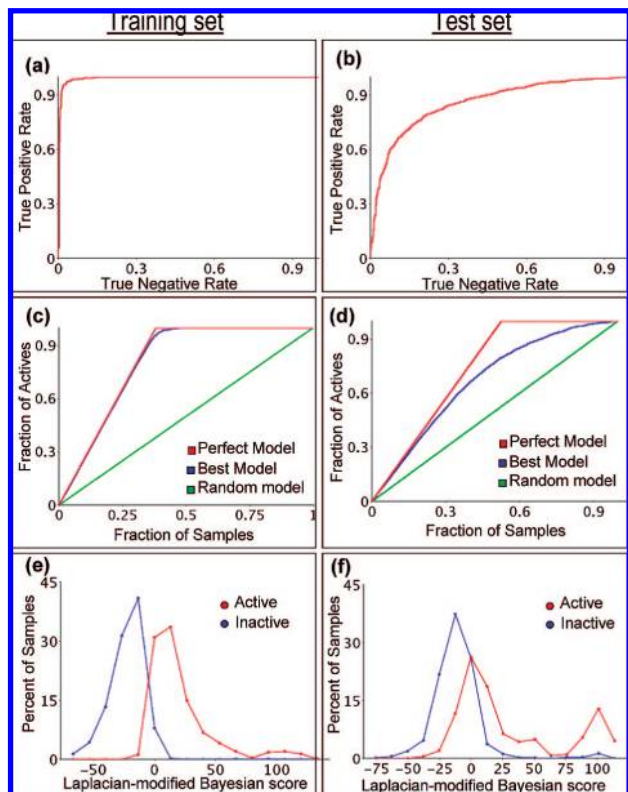 Training set
Test set
(a)
True Positive Rate
0.9
0.6
0.3
0
0
0.3
0.6
0.9
True Negative Rate
(b)
True Positive Rate
0.9
0.6
0.3
0
0
0.3
0.6
0.9
True Negative Rate
(c)
Fraction of Actives
0.9
0.6
0.3
0
Perfect Model
Best Model
Random model
0
0.25
0.5
0.75
1
Fraction of Samples
(d)
Fraction of Actives
0.9
0.6
0.3
0
Perfect Model
Best Model
Random Model
0
0.3
0.6
0.9
Fraction of Samples
(e)
Percent of Samples
45
30
15
0
Active
Inactive
-50
0
50
100
Laplacian-modified Bayesian score
(f)
Percent of Samples
45
30
15
0
Active
Inactive
-75
-50
-25
0
25
50
75
100
Laplacian-modified Bayesian score